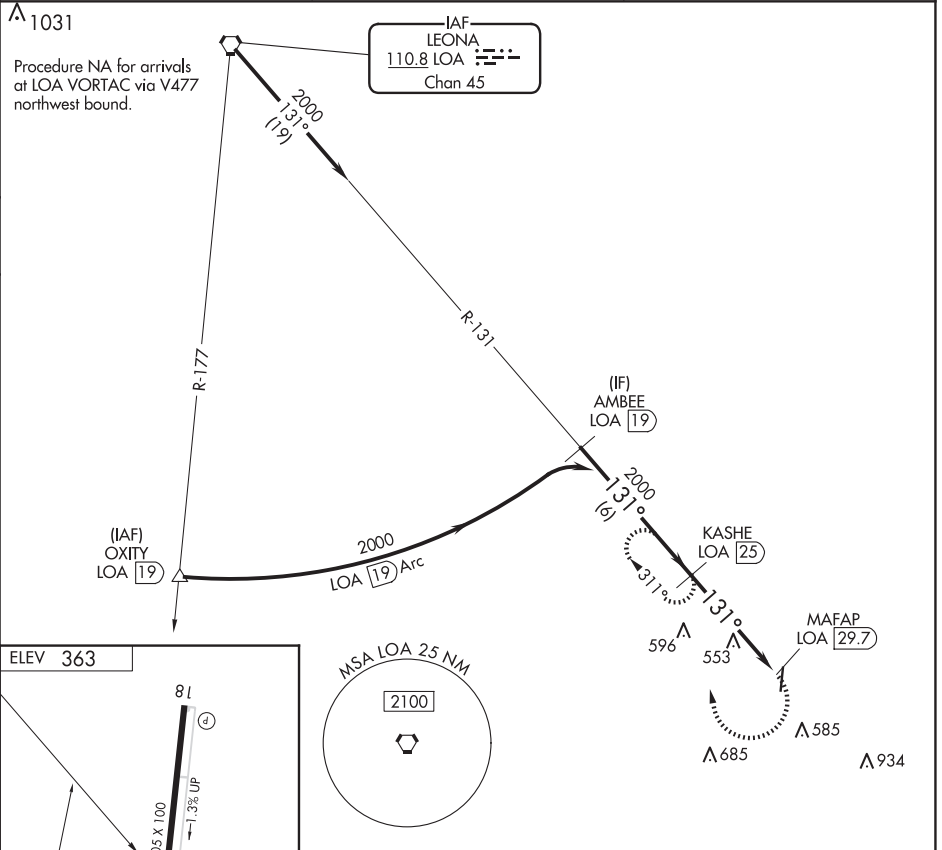 1031
Procedure NA for arrivals
at LOA VORTAC via V477
northwest bound.
IAF
LEONA
110.8 LOA
Chan 45
2000
131°
(19)
R-177
R-131
(IF)
AMBEE
LOA 19
2000
131°
(6)
(IAF)
OXITY
LOA 19
2000
LOA 19 Arc
KASHE
LOA 25
311°
131°
MAFAP
LOA 29.7
596
553
585
685
934
ELEV 363
18
P
05 X 100
1.3% UP
MSA LOA 25 NM
2100